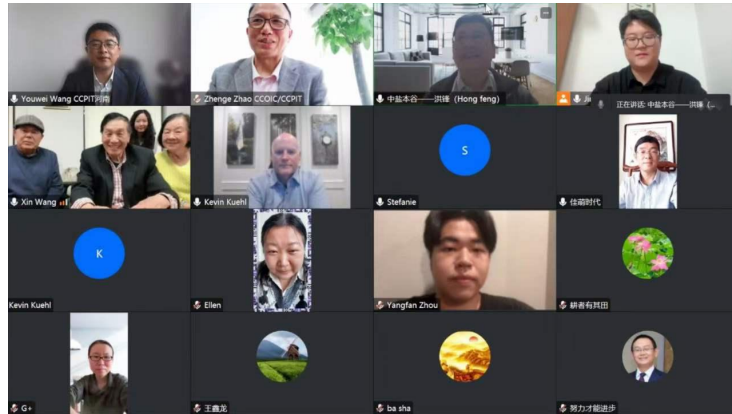 Youwei Wang CCPIT河南
Zhenge Zhao CCOIC/CCPIT
中盐本谷——洪锋（Hong feng）
正在讲话: 中盐本谷——洪锋（...
Xin Wang
Kevin Kuehl
S
Stefanie
佳萌时代
K
Kevin Kuehl
Ellen
Yangfan Zhou
耕者有其田
G+
王鑫龙
ba sha
努力才能进步